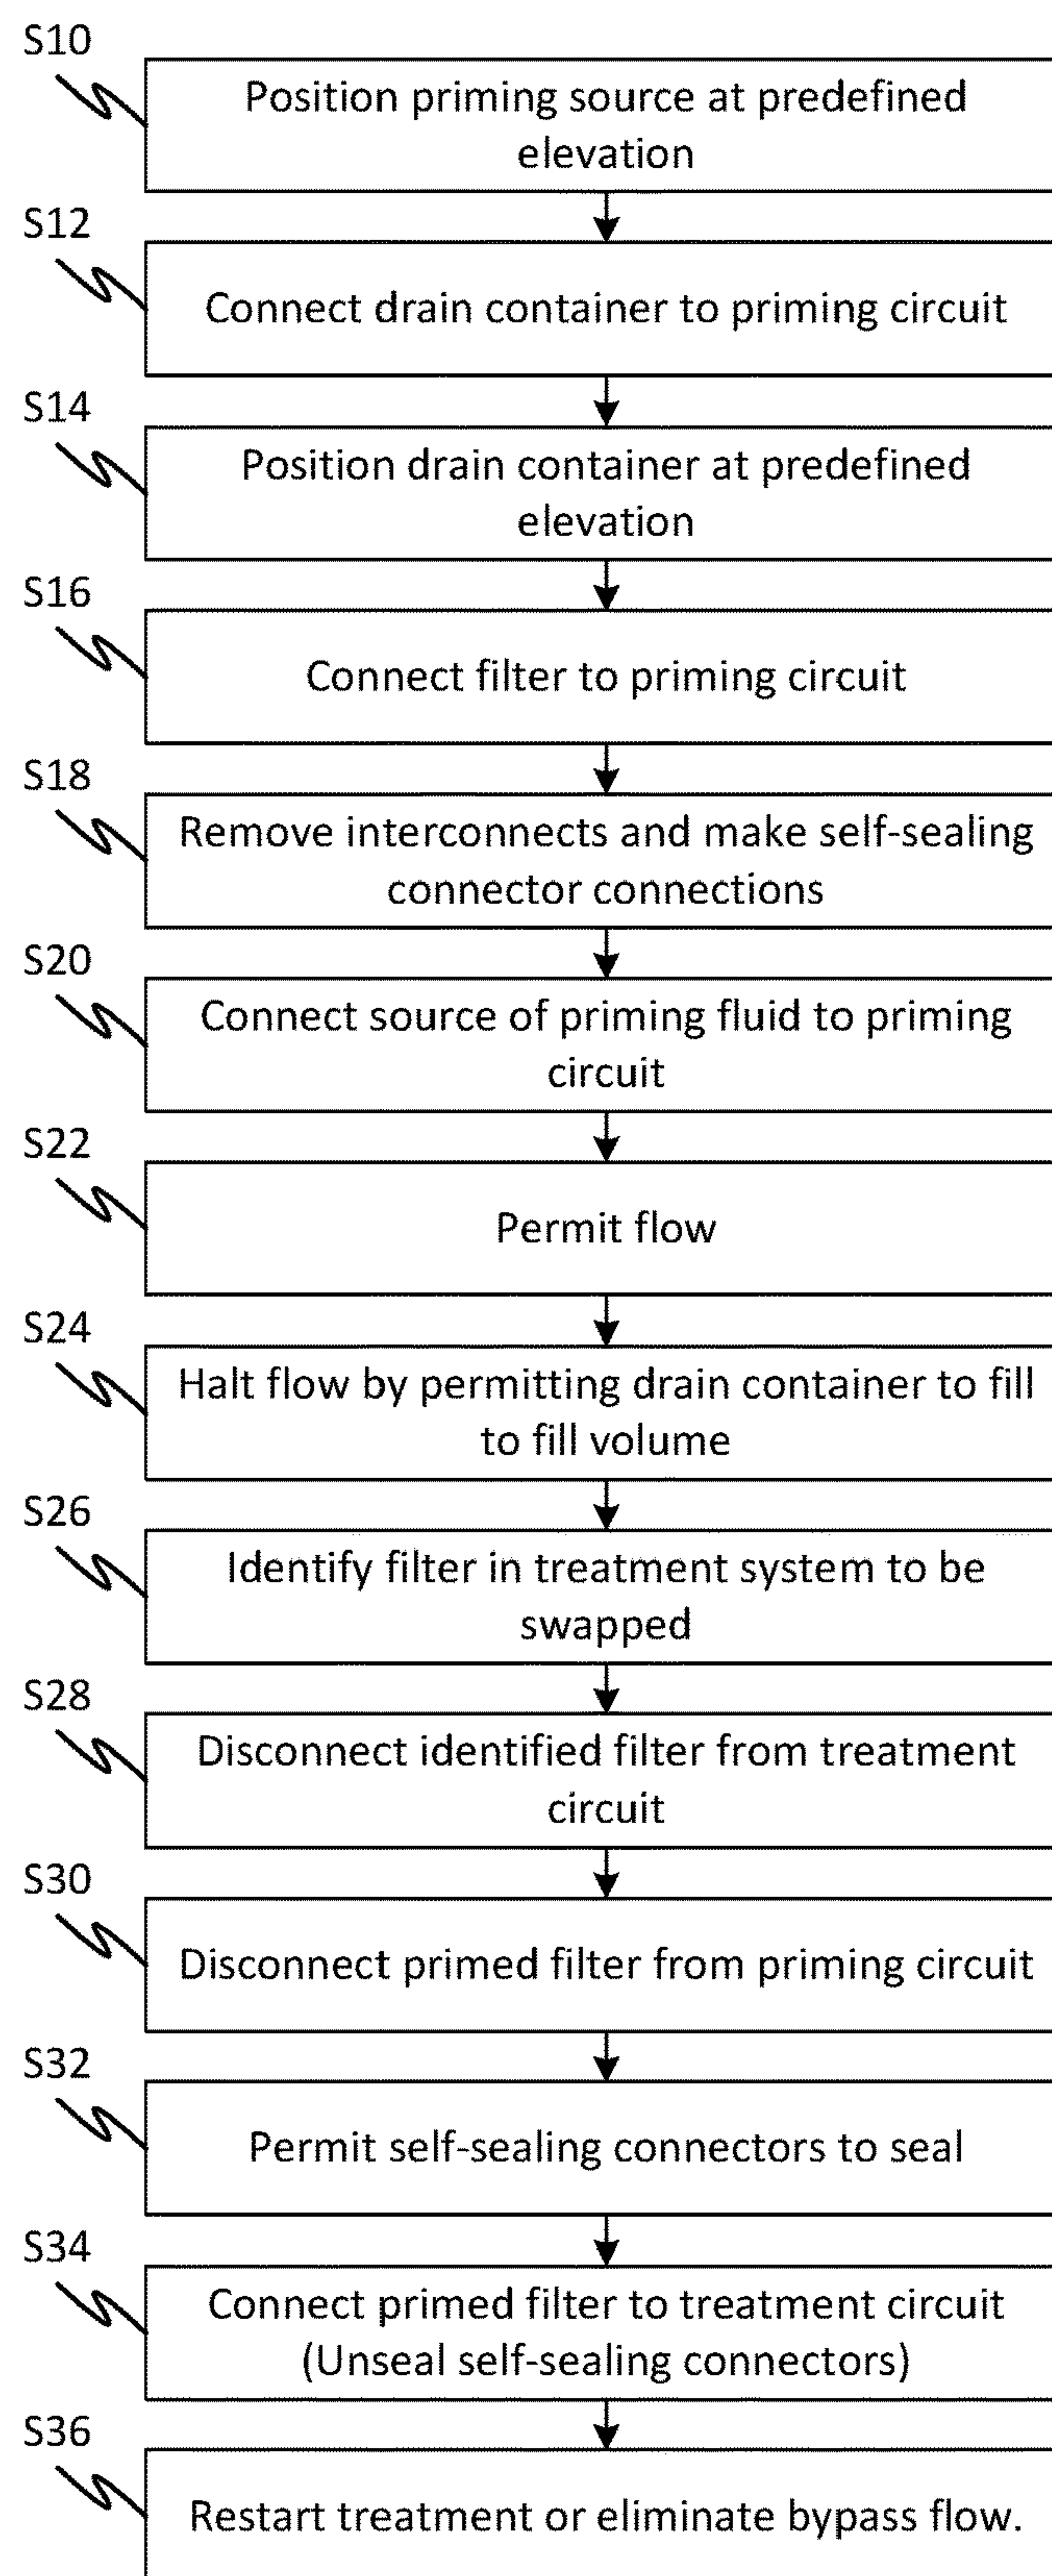 S10
Position priming source at predefined
elevation
S12
Connect drain container to priming circuit
S14
Position drain container at predefined
elevation
S16
Connect filter to priming circuit
S18
Remove interconnects and make self-sealing
connector connections
S20
Connect source of priming fluid to priming
circuit
S22
Permit flow
S24
Halt flow by permitting drain container to fill
to fill volume
S26
Identify filter in treatment system to be
swapped
S28
Disconnect identified filter from treatment
circuit
S30
Disconnect primed filter from priming circuit
S32
Permit self-sealing connectors to seal
S34
Connect primed filter to treatment circuit
(Unseal self-sealing connectors)
S36
Restart treatment or eliminate bypass flow.